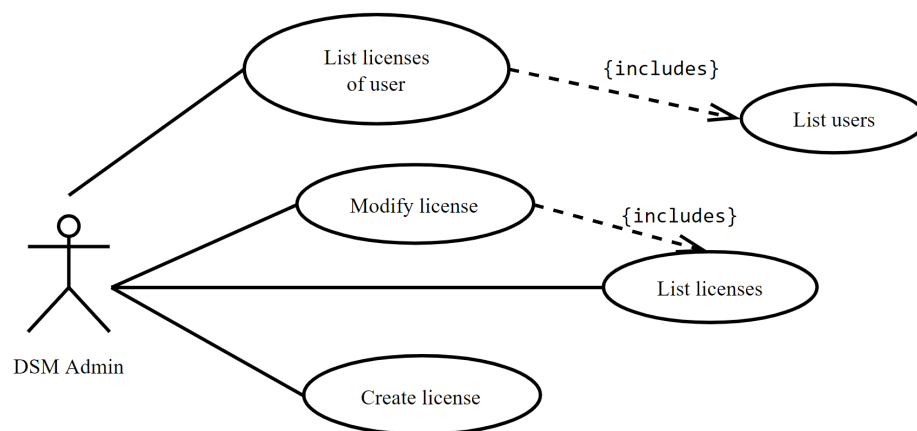 List licenses
of user
{includes}
List users
Modify license
{includes}
List licenses
DSM Admin
Create license